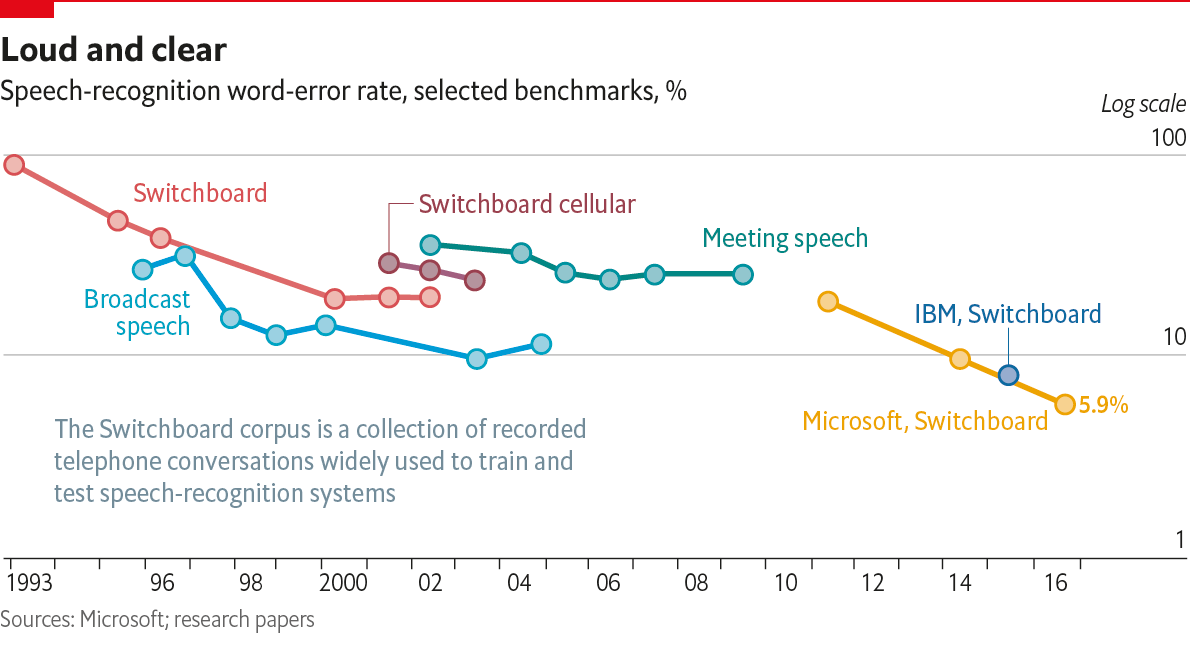 Loud and clear
Speech-recognition word-error rate, selected benchmarks, %
Log scale
100
Switchboard
Switchboard cellular
Meeting speech
Broadcast
speech
IBM, Switchboard
10
5.9%
Microsoft, Switchboard
The Switchboard corpus is a collection of recorded
telephone conversations widely used to train and
test speech-recognition systems
1
1993 96 98 2000 02 04 06 08 10 12 14 16
Sources: Microsoft; research papers